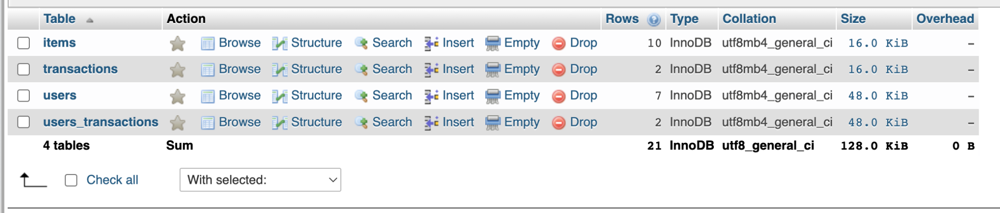 Table Action Rows Type Collation Size Overhead
items Browse Structure Search Insert Empty Drop 10 InnoDB utf8mb4_general_ci 16.0 KiB –
transactions Browse Structure Search Insert Empty Drop 2 InnoDB utf8mb4_general_ci 16.0 KiB –
users Browse Structure Search Insert Empty Drop 7 InnoDB utf8mb4_general_ci 48.0 KiB –
users_transactions Browse Structure Search Insert Empty Drop 2 InnoDB utf8mb4_general_ci 48.0 KiB –
4 tables Sum 21 InnoDB utf8_general_ci 128.0 KiB 0 B
Check all With selected: